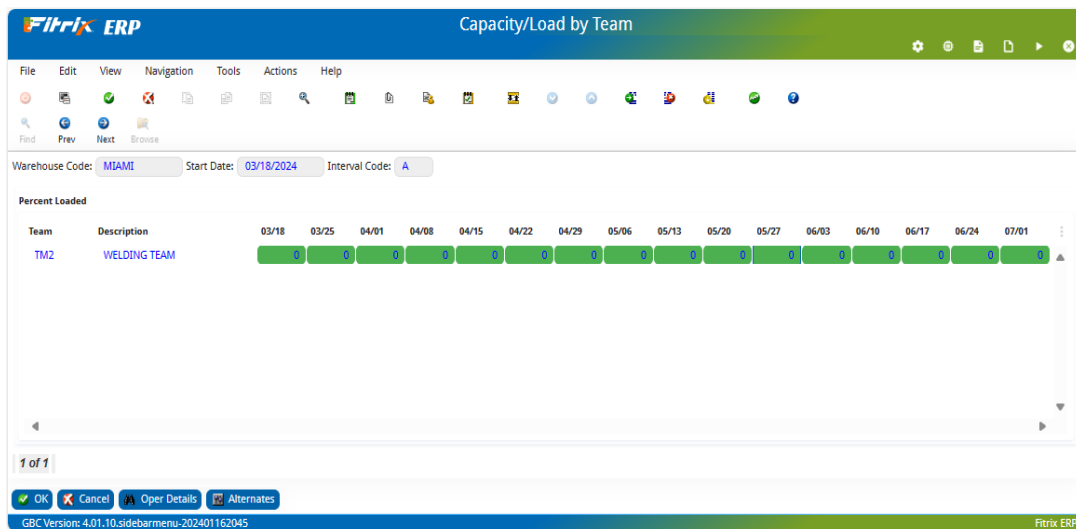 Fitrix ERP
Capacity/Load by Team
File Edit View Navigation Tools Actions Help
Find Prev Next Browse
Warehouse Code: MIAMI Start Date: 03/18/2024 Interval Code: A
Percent Loaded
Team Description 03/18 03/25 04/01 04/08 04/15 04/22 04/29 05/06 05/13 05/20 05/27 06/03 06/10 06/17 06/24 07/01
TM2 WELDING TEAM 0 0 0 0 0 0 0 0 0 0 0 0 0 0 0 0
1 of 1
OK Cancel Oper Details Alternates
GBC Version: 4.01.10.sidebarmenu-202401162045 Fitrix ERP